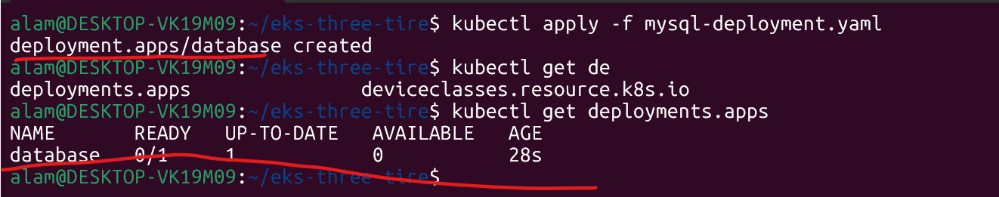 alam@DESKTOP-VK19M09:~/eks-three-tire$ kubectl apply -f mysql-deployment.yaml
deployment.apps/database created
alam@DESKTOP-VK19M09:~/eks-three-tire$ kubectl get de
deployments.apps               deviceclasses.resource.k8s.io
alam@DESKTOP-VK19M09:~/eks-three-tire$ kubectl get deployments.apps
NAME       READY   UP-TO-DATE   AVAILABLE   AGE
database   0/1     1            0           28s
alam@DESKTOP-VK19M09:~/eks-three-tire$